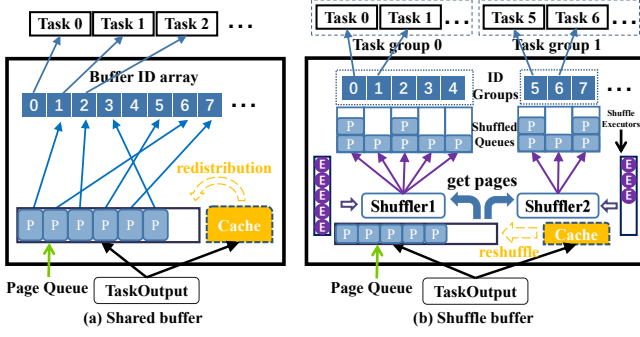 Task 0 Task 1 Task 2 ...
Buffer ID array
0 1 2 3 4 5 6 7 ...
redistribution
P P P P P P
Cache
Page Queue
TaskOutput
(a) Shared buffer
Task 0 Task 1 ... Task 5 Task 6 ...
Task group 0 Task group 1
0 1 2 3 4
ID
Groups
5 6 7 ...
P P
P P P P P
Shuffled
Queues
P P
P P P
Shuffle
Executors
E E E E E
E E E
get pages
Shuffler1 Shuffler2
P P P P P
reshuffle
Cache
Page Queue
TaskOutput
(b) Shuffle buffer